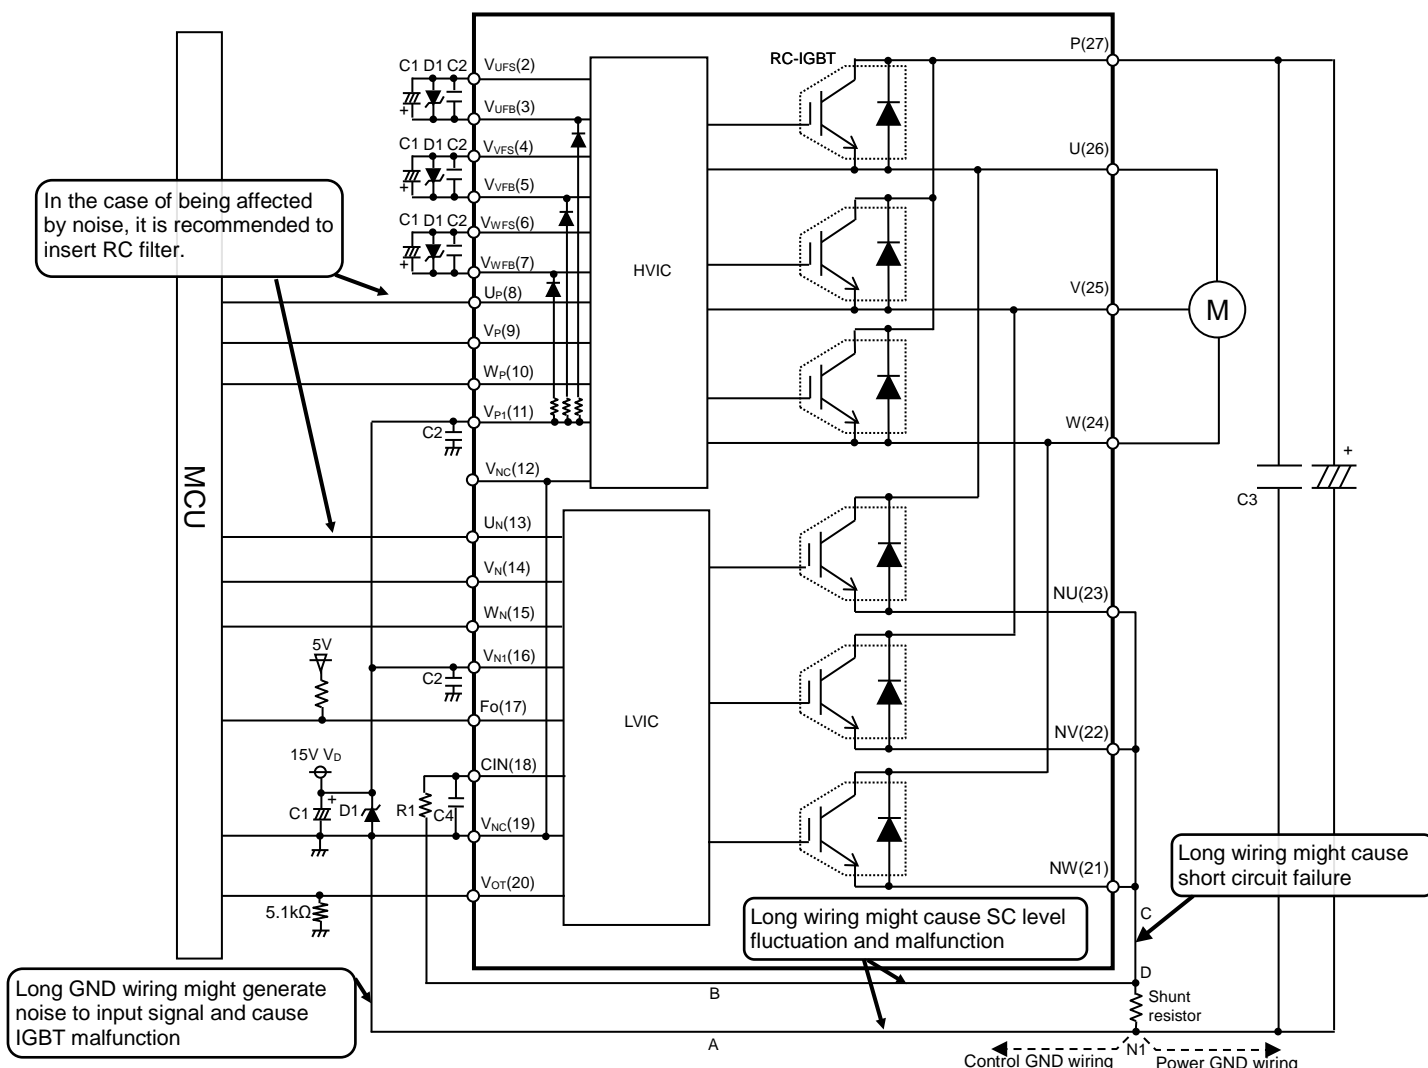 P(27)
RC-IGBT
C1 D1 C2
VUFS(2)
+
VUFB(3)
C1 D1 C2
VVFS(4)
U(26)
+
VVFB(5)
In the case of being affected
by noise, it is recommended to
insert RC filter.
C1 D1 C2
VWFS(6)
+
VWFB(7)
HVIC
UP(8)
V(25)
M
VP(9)
WP(10)
VP1(11)
C2
W(24)
+
VNC(12)
MCU
C3
UN(13)
VN(14)
NU(23)
WN(15)
5V
VN1(16)
C2
Fo(17)
LVIC
NV(22)
15V VD
CIN(18)
+
C1
D1
R1
C4
VNC(19)
Long wiring might cause
short circuit failure
NW(21)
VOT(20)
5.1kΩ
Long wiring might cause SC level
fluctuation and malfunction
C
D
Long GND wiring might generate
noise to input signal and cause
IGBT malfunction
B
Shunt
resistor
A
N1
Control GND wiring
Power GND wiring